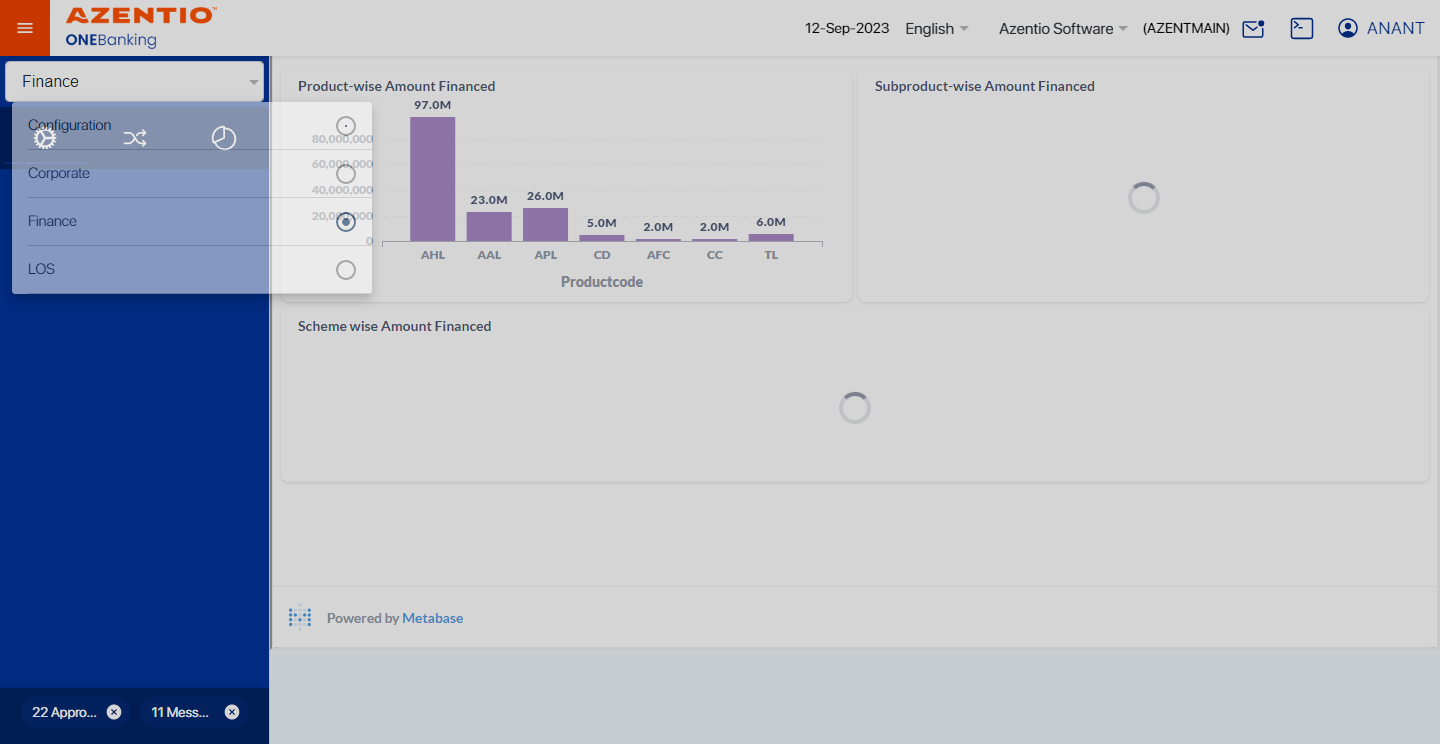 AZENTIO™
ONEBanking
12-Sep-2023 English Azentio Software (AZENTMAIN) ANANT
Finance
Configuration
Corporate
Finance
LOS
Product-wise Amount Financed
97.0M
80,000,000
60,000,000
40,000,000
20,000,000
0
23.0M
26.0M
5.0M
2.0M
2.0M
6.0M
AHL AAL APL CD AFC CC TL
Productcode
Subproduct-wise Amount Financed
Scheme wise Amount Financed
Powered by Metabase
22 Appro... 11 Mess...